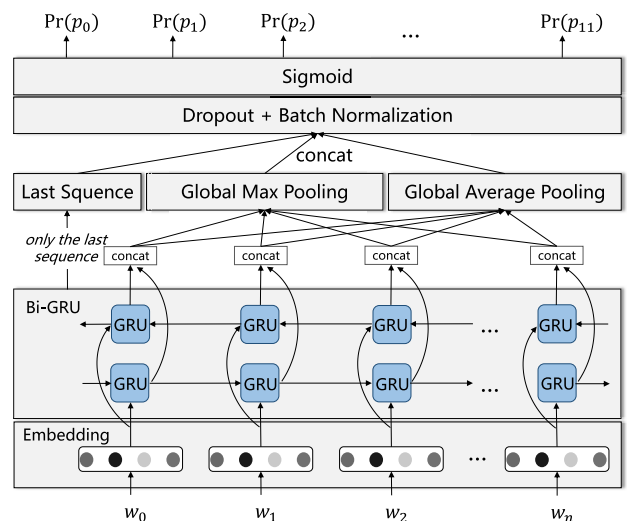 Pr(p₀) Pr(p₁) Pr(p₂) ... Pr(p₁₁)
Sigmoid
Dropout + Batch Normalization
concat
Last Squence Global Max Pooling Global Average Pooling
only the last
sequence
concat concat concat concat
Bi-GRU
GRU GRU GRU ... GRU
GRU GRU GRU ... GRU
Embedding
...
w₀ w₁ w₂ wₙ